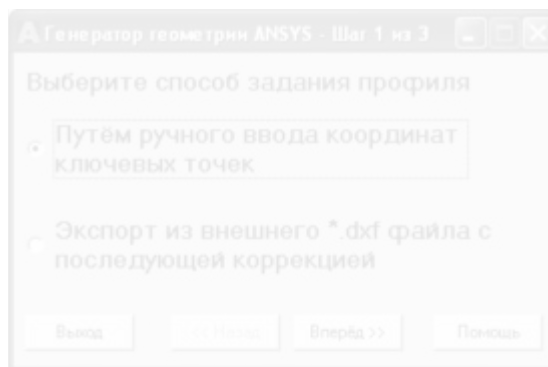 Генератор геометрии ANSYS - Шаг 1 из 3
Выберите способ задания профиля
Путём ручного ввода координат
ключевых точек
Экспорт из внешнего *.dxf файла с
последующей коррекцией
Выход << Назад Вперёд >> Помощь